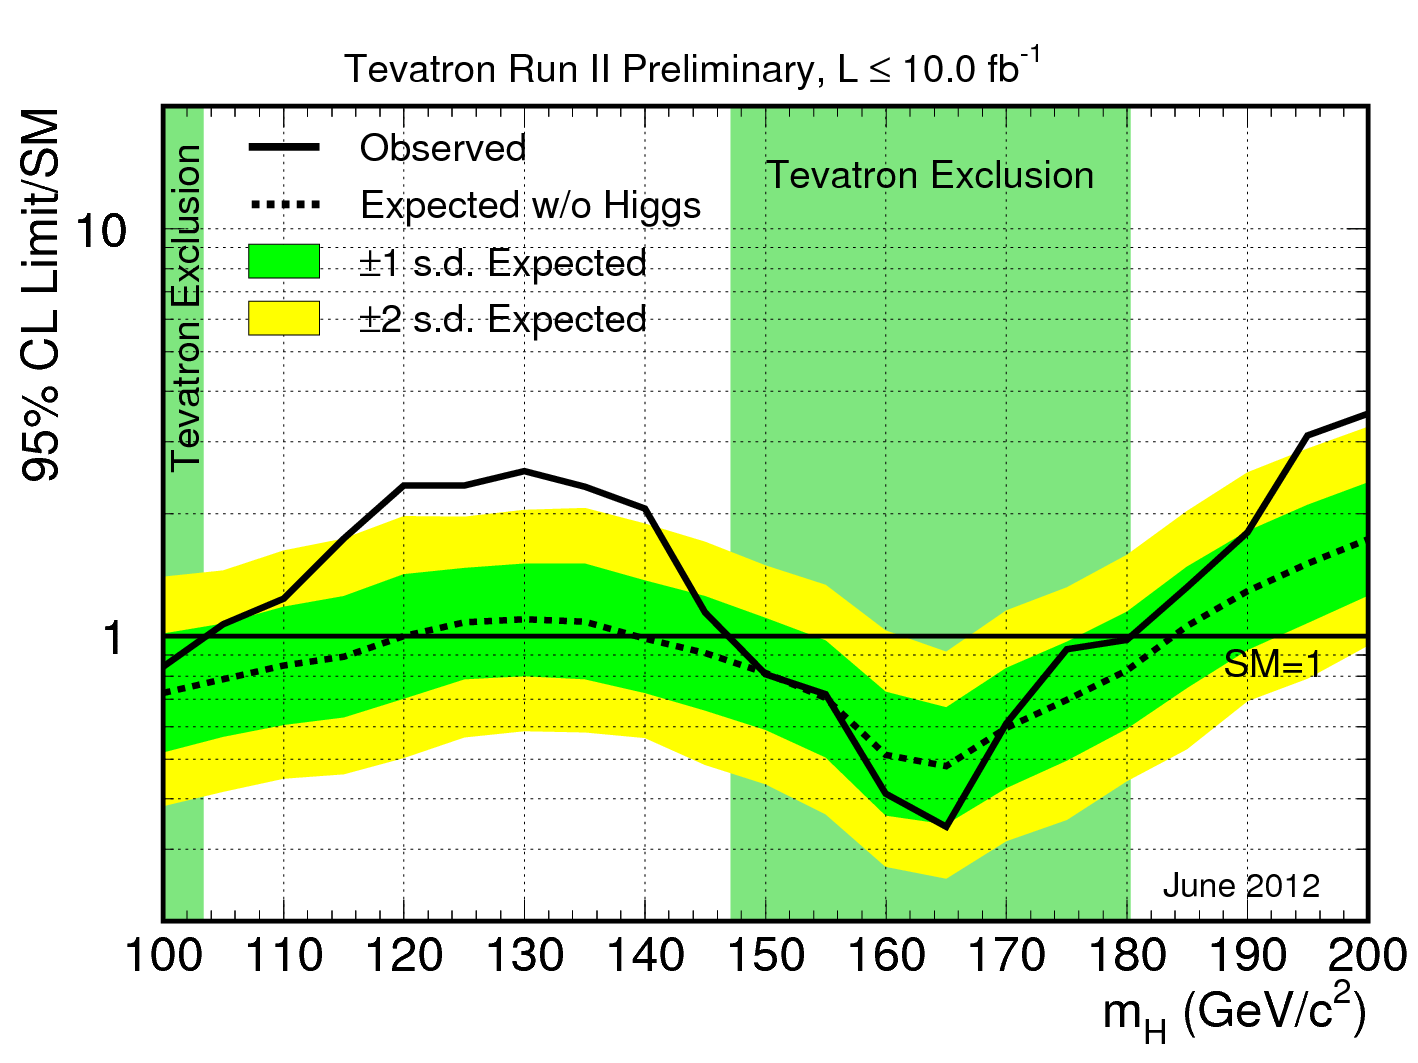 Tevatron Run II Preliminary, L ≤ 10.0 fb⁻¹
95% CL Limit/SM
10
1
Tevatron Exclusion
Observed
Expected w/o Higgs
±1 s.d. Expected
±2 s.d. Expected
Tevatron Exclusion
SM=1
June 2012
100 110 120 130 140 150 160 170 180 190 200
m_H (GeV/c²)